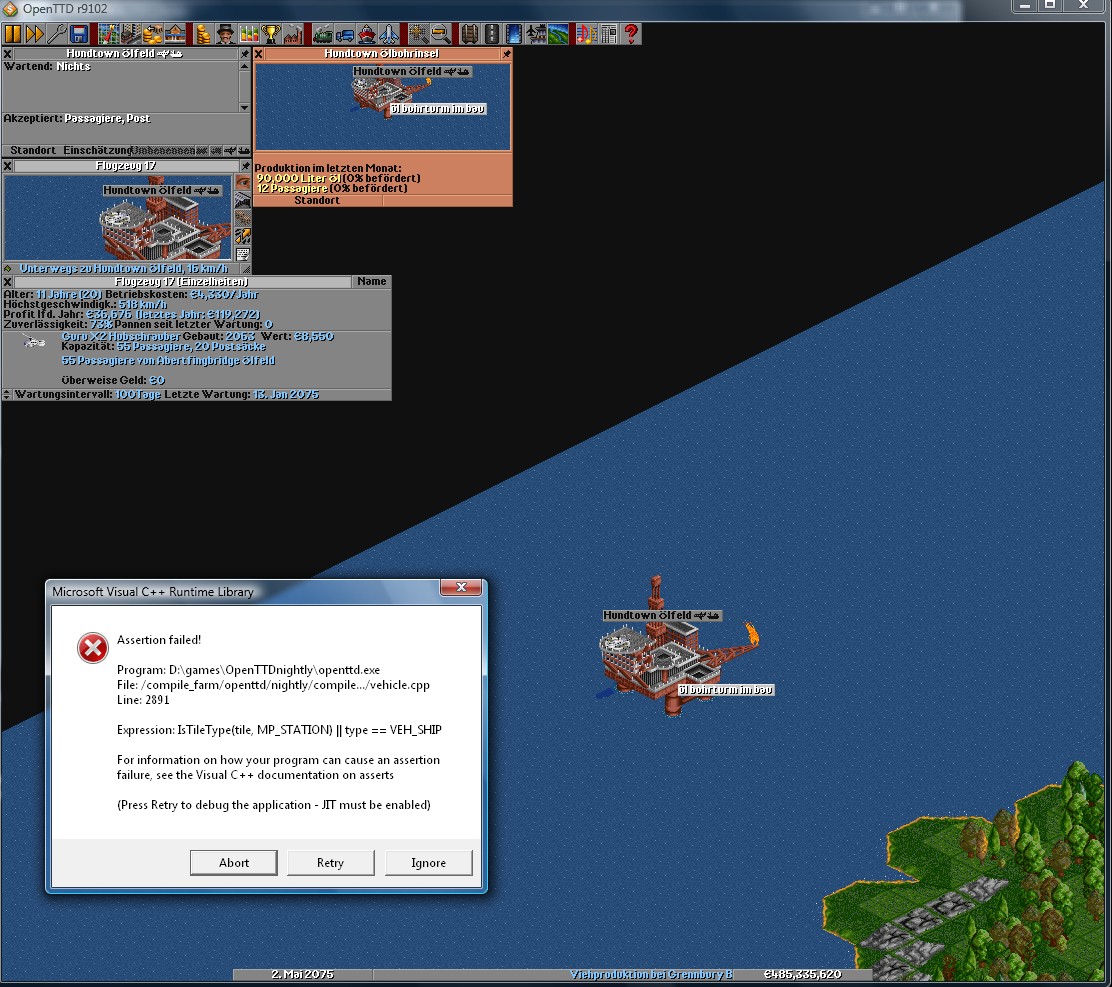 OpenTTD r9102
Hundtown Ölfeld
Wartend: Nichts
Akzeptiert: Passagiere, Post
Standort Einschätzung Umbenennen
Hundtown Ölbohrinsel
Hundtown Ölfeld
Öl bohrturm im bau
Produktion im letzten Monat:
90,000 Liter Öl (0% befördert)
12 Passagiere (0% befördert)
Standort
Flugzeug 17
Hundtown Ölfeld
Unterwegs zu Hundtown Ölfeld, 16 km/h
Flugzeug 17 (Einzelheiten) Name
Alter: 11 Jahre (20) Betriebskosten: €4,330/Jahr
Höchstgeschwindigk.: 518 km/h
Profit lfd. Jahr: €36,676 (letztes Jahr: €119,272)
Zuverlässigkeit: 73% Pannen seit letzter Wartung: 0
Guru X2 Hubschrauber Gebaut: 2063 Wert: €8,550
Kapazität: 55 Passagiere, 20 Postsäcke
55 Passagiere von Abertfingbridge Ölfeld
Überweise Geld: €0
Wartungsintervall: 100Tage Letzte Wartung: 13. Jan 2075
Hundtown Ölfeld
Öl bohrturm im bau
Microsoft Visual C++ Runtime Library
Assertion failed!
Program: D:\games\OpenTTDnightly\openttd.exe
File: /compile_farm/openttd/nightly/compile.../vehicle.cpp
Line: 2891
Expression: IsTileType(tile, MP_STATION) || type == VEH_SHIP
For information on how your program can cause an assertion
failure, see the Visual C++ documentation on asserts
(Press Retry to debug the application - JIT must be enabled)
Abort Retry Ignore
2. Mai 2075 Viehproduktion bei Grennbury B €485,335,620